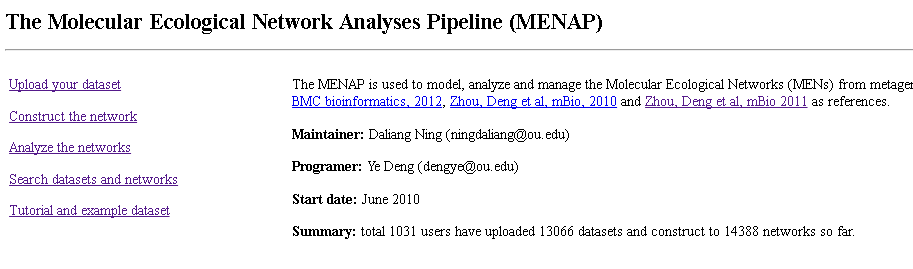 The Molecular Ecological Network Analyses Pipeline (MENAP)
Upload your dataset
Construct the network
Analyze the networks
Search datasets and networks
Tutorial and example dataset
The MENAP is used to model, analyze and manage the Molecular Ecological Networks (MENs) from
BMC bioinformatics, 2012, Zhou, Deng et al, mBio, 2010 and Zhou, Deng et al, mBio 2011 as references.
Maintainer: Daliang Ning (ningdaliang@ou.edu)
Programer: Ye Deng (dengye@ou.edu)
Start date: June 2010
Summary: total 1031 users have uploaded 13066 datasets and construct to 14388 networks so far.